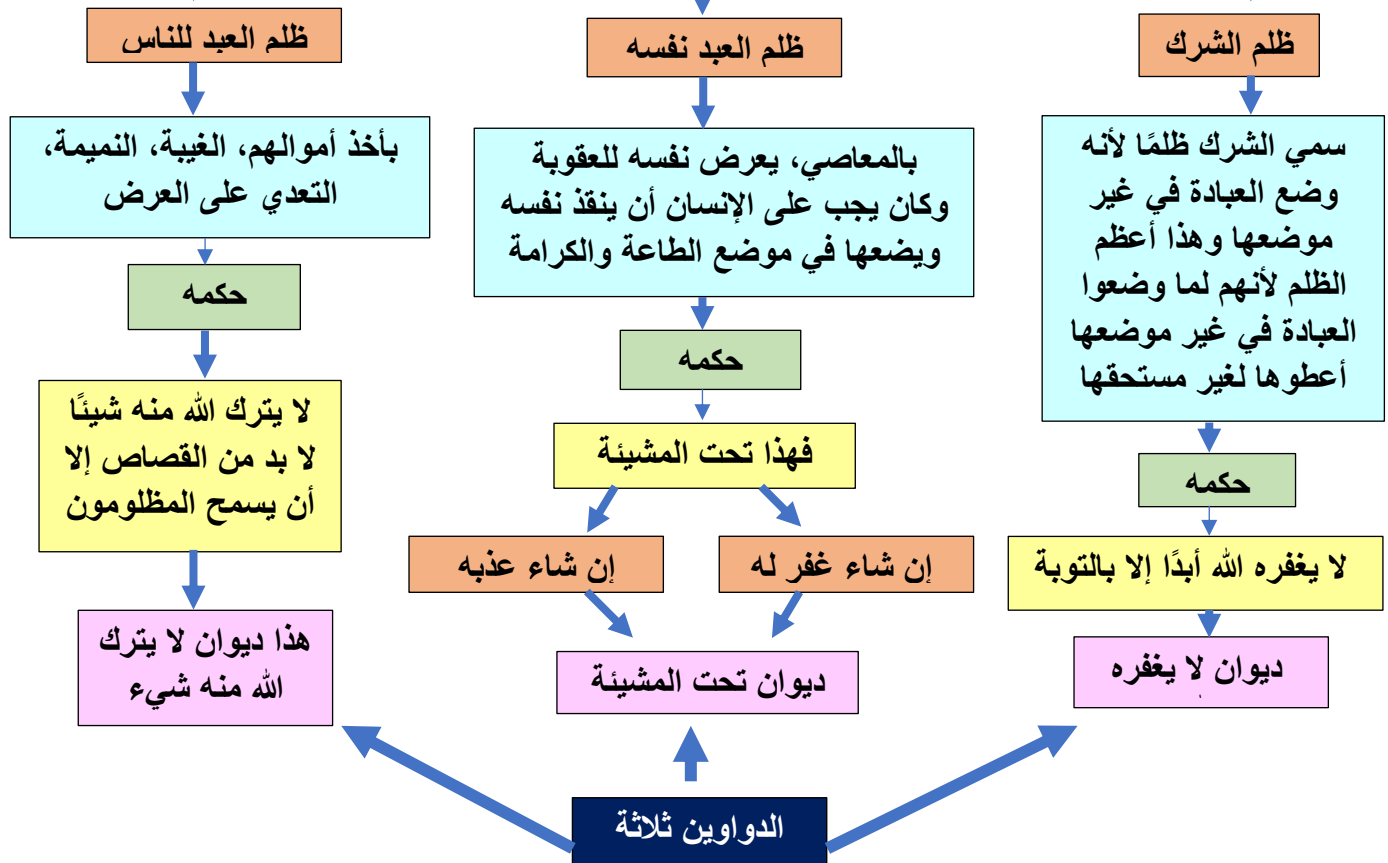 ظلم الشرك
سمي الشرك ظلمًا لأنه
وضع العبادة في غير
موضعها وهذا أعظم
الظلم لأنهم لما وضعوا
العبادة في غير موضعها
أعطوها لغير مستحقها
حكمه
لا يغفره الله أبدًا إلا بالتوبة
ديوان لا يغفره
ظلم العبد نفسه
بالمعاصي، يعرض نفسه للعقوبة
وكان يجب على الإنسان أن ينقذ نفسه
ويضعها في موضع الطاعة والكرامة
حكمه
فهذا تحت المشيئة
إن شاء غفر له
إن شاء عذبه
ديوان تحت المشيئة
ظلم العبد للناس
بأخذ أموالهم، الغيبة، النميمة،
التعدي على العرض
حكمه
لا يترك الله منه شيئًا
لا بد من القصاص إلا
أن يسمح المظلومون
هذا ديوان لا يترك
الله منه شيء
الدواوين ثلاثة